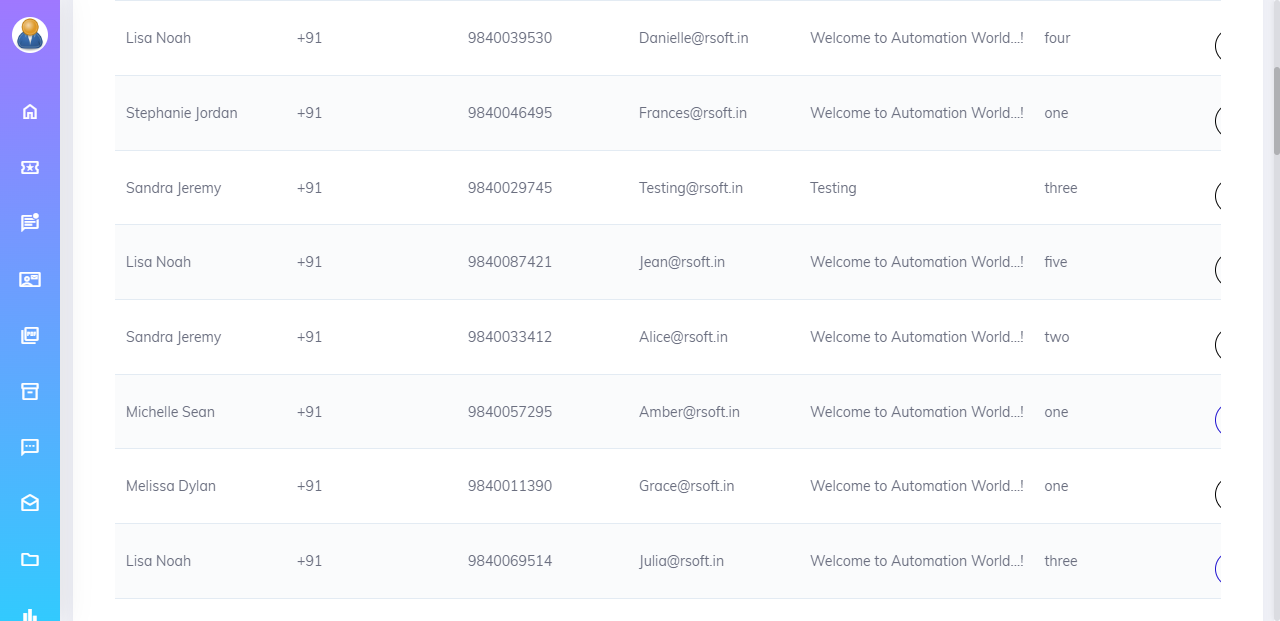 Lisa Noah +91 9840039530 Danielle@rsoft.in Welcome to Automation World...! four
Stephanie Jordan +91 9840046495 Frances@rsoft.in Welcome to Automation World...! one
Sandra Jeremy +91 9840029745 Testing@rsoft.in Testing three
Lisa Noah +91 9840087421 Jean@rsoft.in Welcome to Automation World...! five
Sandra Jeremy +91 9840033412 Alice@rsoft.in Welcome to Automation World...! two
Michelle Sean +91 9840057295 Amber@rsoft.in Welcome to Automation World...! one
Melissa Dylan +91 9840011390 Grace@rsoft.in Welcome to Automation World...! one
Lisa Noah +91 9840069514 Julia@rsoft.in Welcome to Automation World...! three